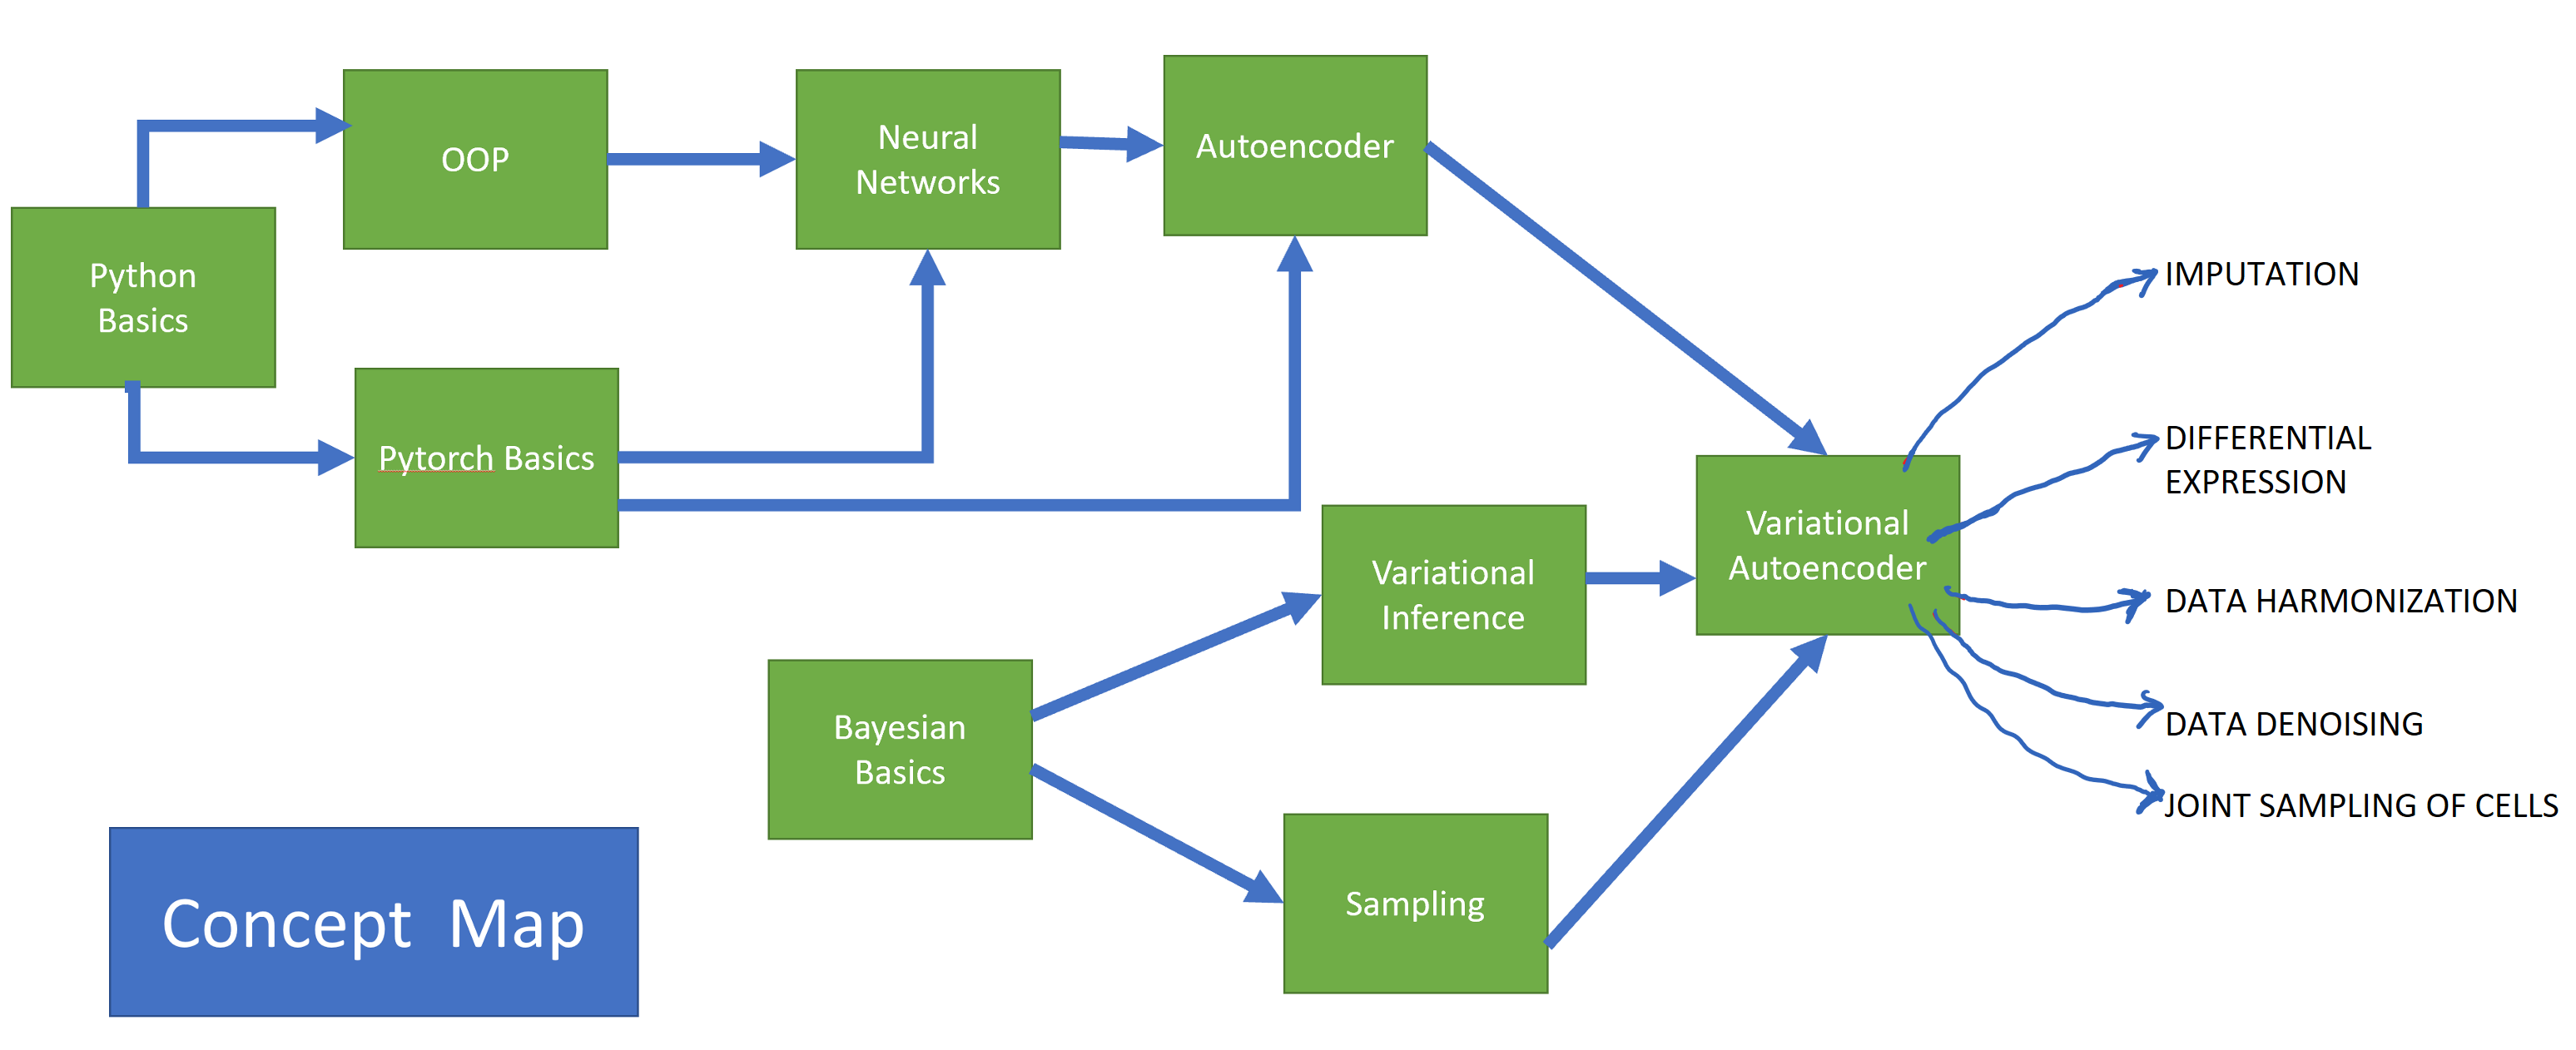 OOP
Neural
Networks
Autoencoder
Python
Basics
Pytorch Basics
IMPUTATION
DIFFERENTIAL
EXPRESSION
Variational
Autoencoder
Variational
Inference
DATA HARMONIZATION
Bayesian
Basics
DATA DENOISING
JOINT SAMPLING OF CELLS
Sampling
Concept  Map